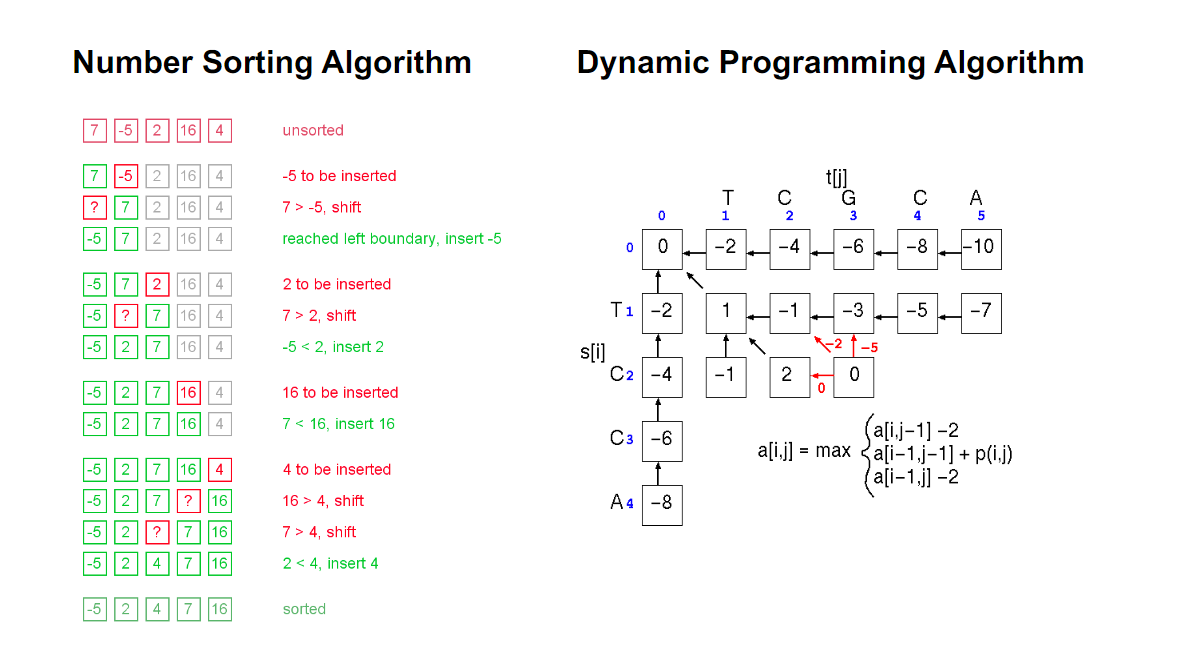 Number Sorting Algorithm
7 -5 2 16 4 unsorted
7 -5 2 16 4 -5 to be inserted
? 7 2 16 4 7 > -5, shift
-5 7 2 16 4 reached left boundary, insert -5
-5 7 2 16 4 2 to be inserted
-5 ? 7 16 4 7 > 2, shift
-5 2 7 16 4 -5 < 2, insert 2
-5 2 7 16 4 16 to be inserted
-5 2 7 16 4 7 < 16, insert 16
-5 2 7 16 4 4 to be inserted
-5 2 7 ? 16 16 > 4, shift
-5 2 ? 7 16 7 > 4, shift
-5 2 4 7 16 2 < 4, insert 4
-5 2 4 7 16 sorted
Dynamic Programming Algorithm
t[j]
T C G C A
0 1 2 3 4 5
0 0 −2 −4 −6 −8 −10
T 1 −2 1 −1 −3 −5 −7
−2 −5
s[i]
C 2 −4 −1 2 0
0
C 3 −6
A 4 −8
a[i,j] = max
a[i,j−1] −2
a[i−1,j−1] + p(i,j)
a[i−1,j] −2